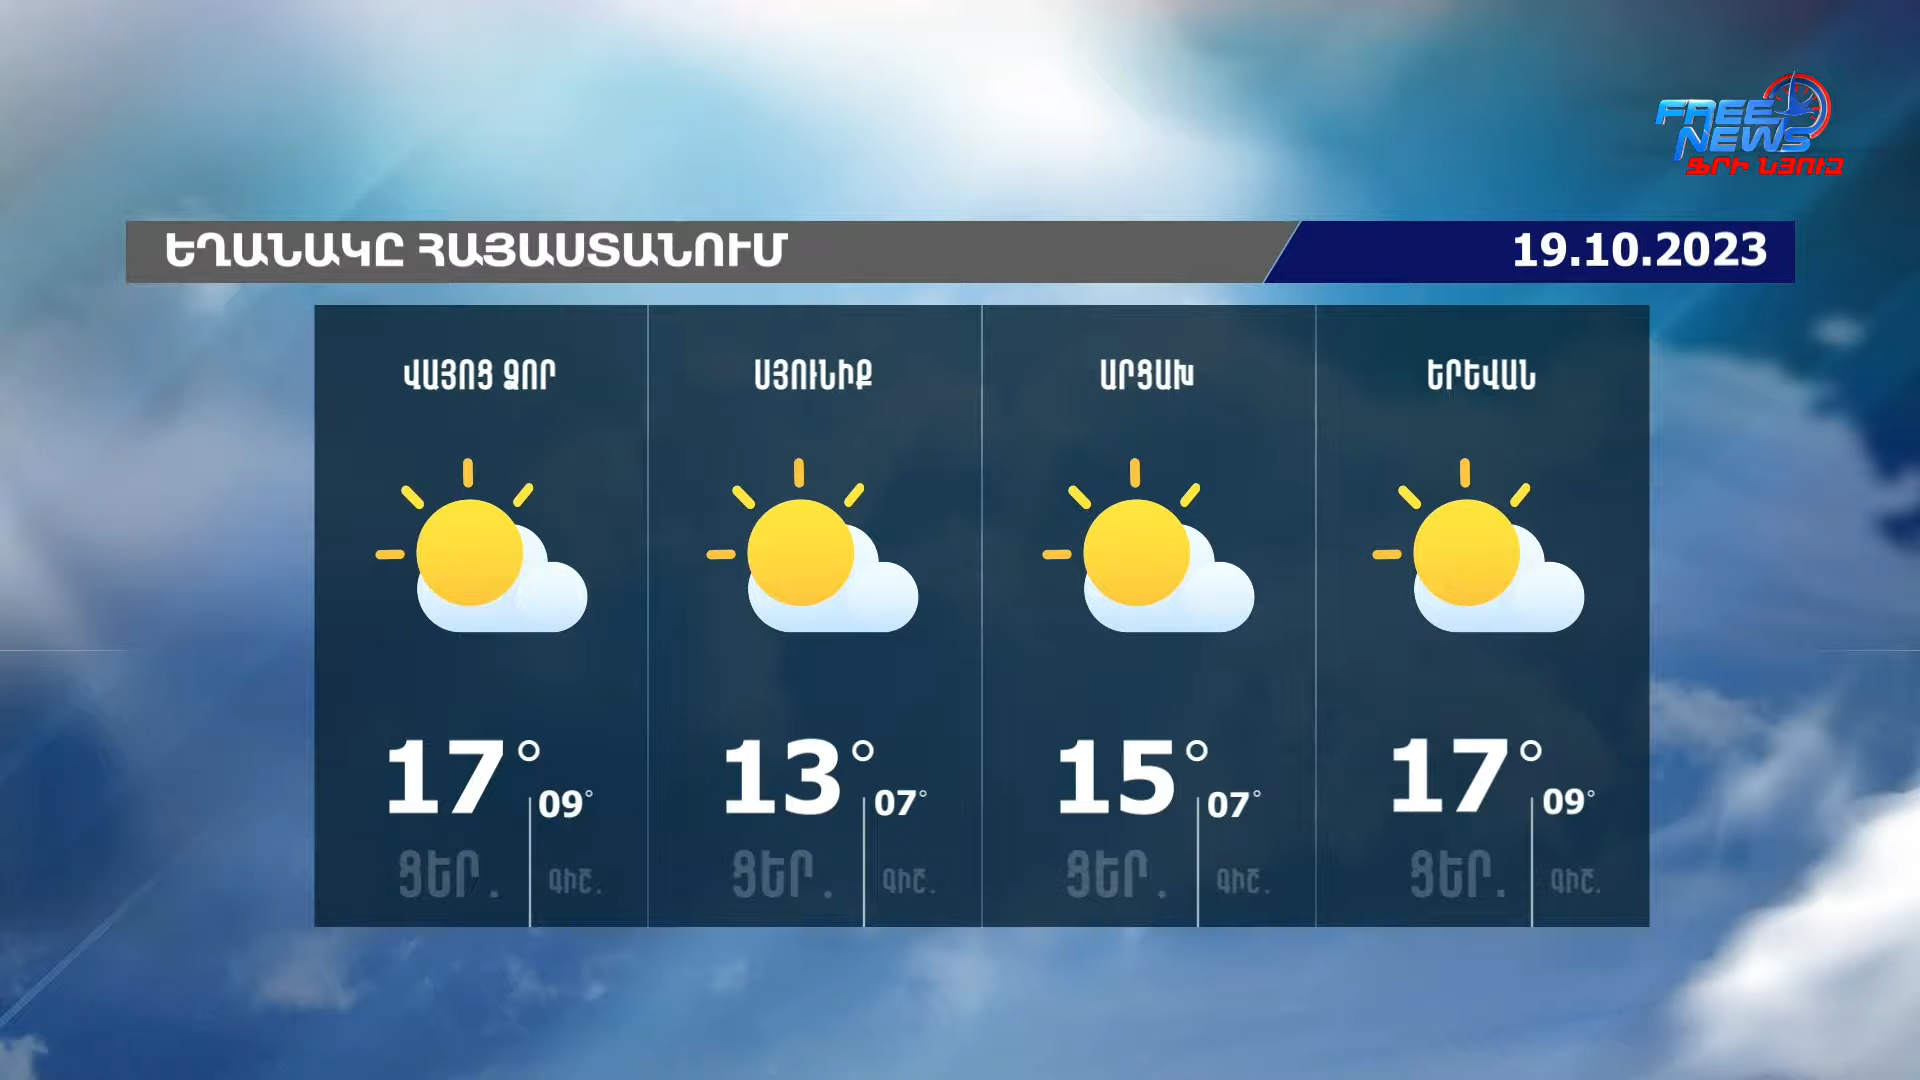 FREE
NEWS
ՖՐԻ ՆՅՈՒԶ
ԵՂԱՆԱԿԸ ՀԱՅԱՍՏԱՆՈՒՄ 19.10.2023
ՎԱՅՈՑ ՁՈՐ ՍՅՈՒՆԻՔ ԱՐՑԱԽ ԵՐԵՎԱՆ
17° 09° 13° 07° 15° 07° 17° 09°
ՑԵՐ. ԳԻՇ. ՑԵՐ. ԳԻՇ. ՑԵՐ. ԳԻՇ. ՑԵՐ. ԳԻՇ.